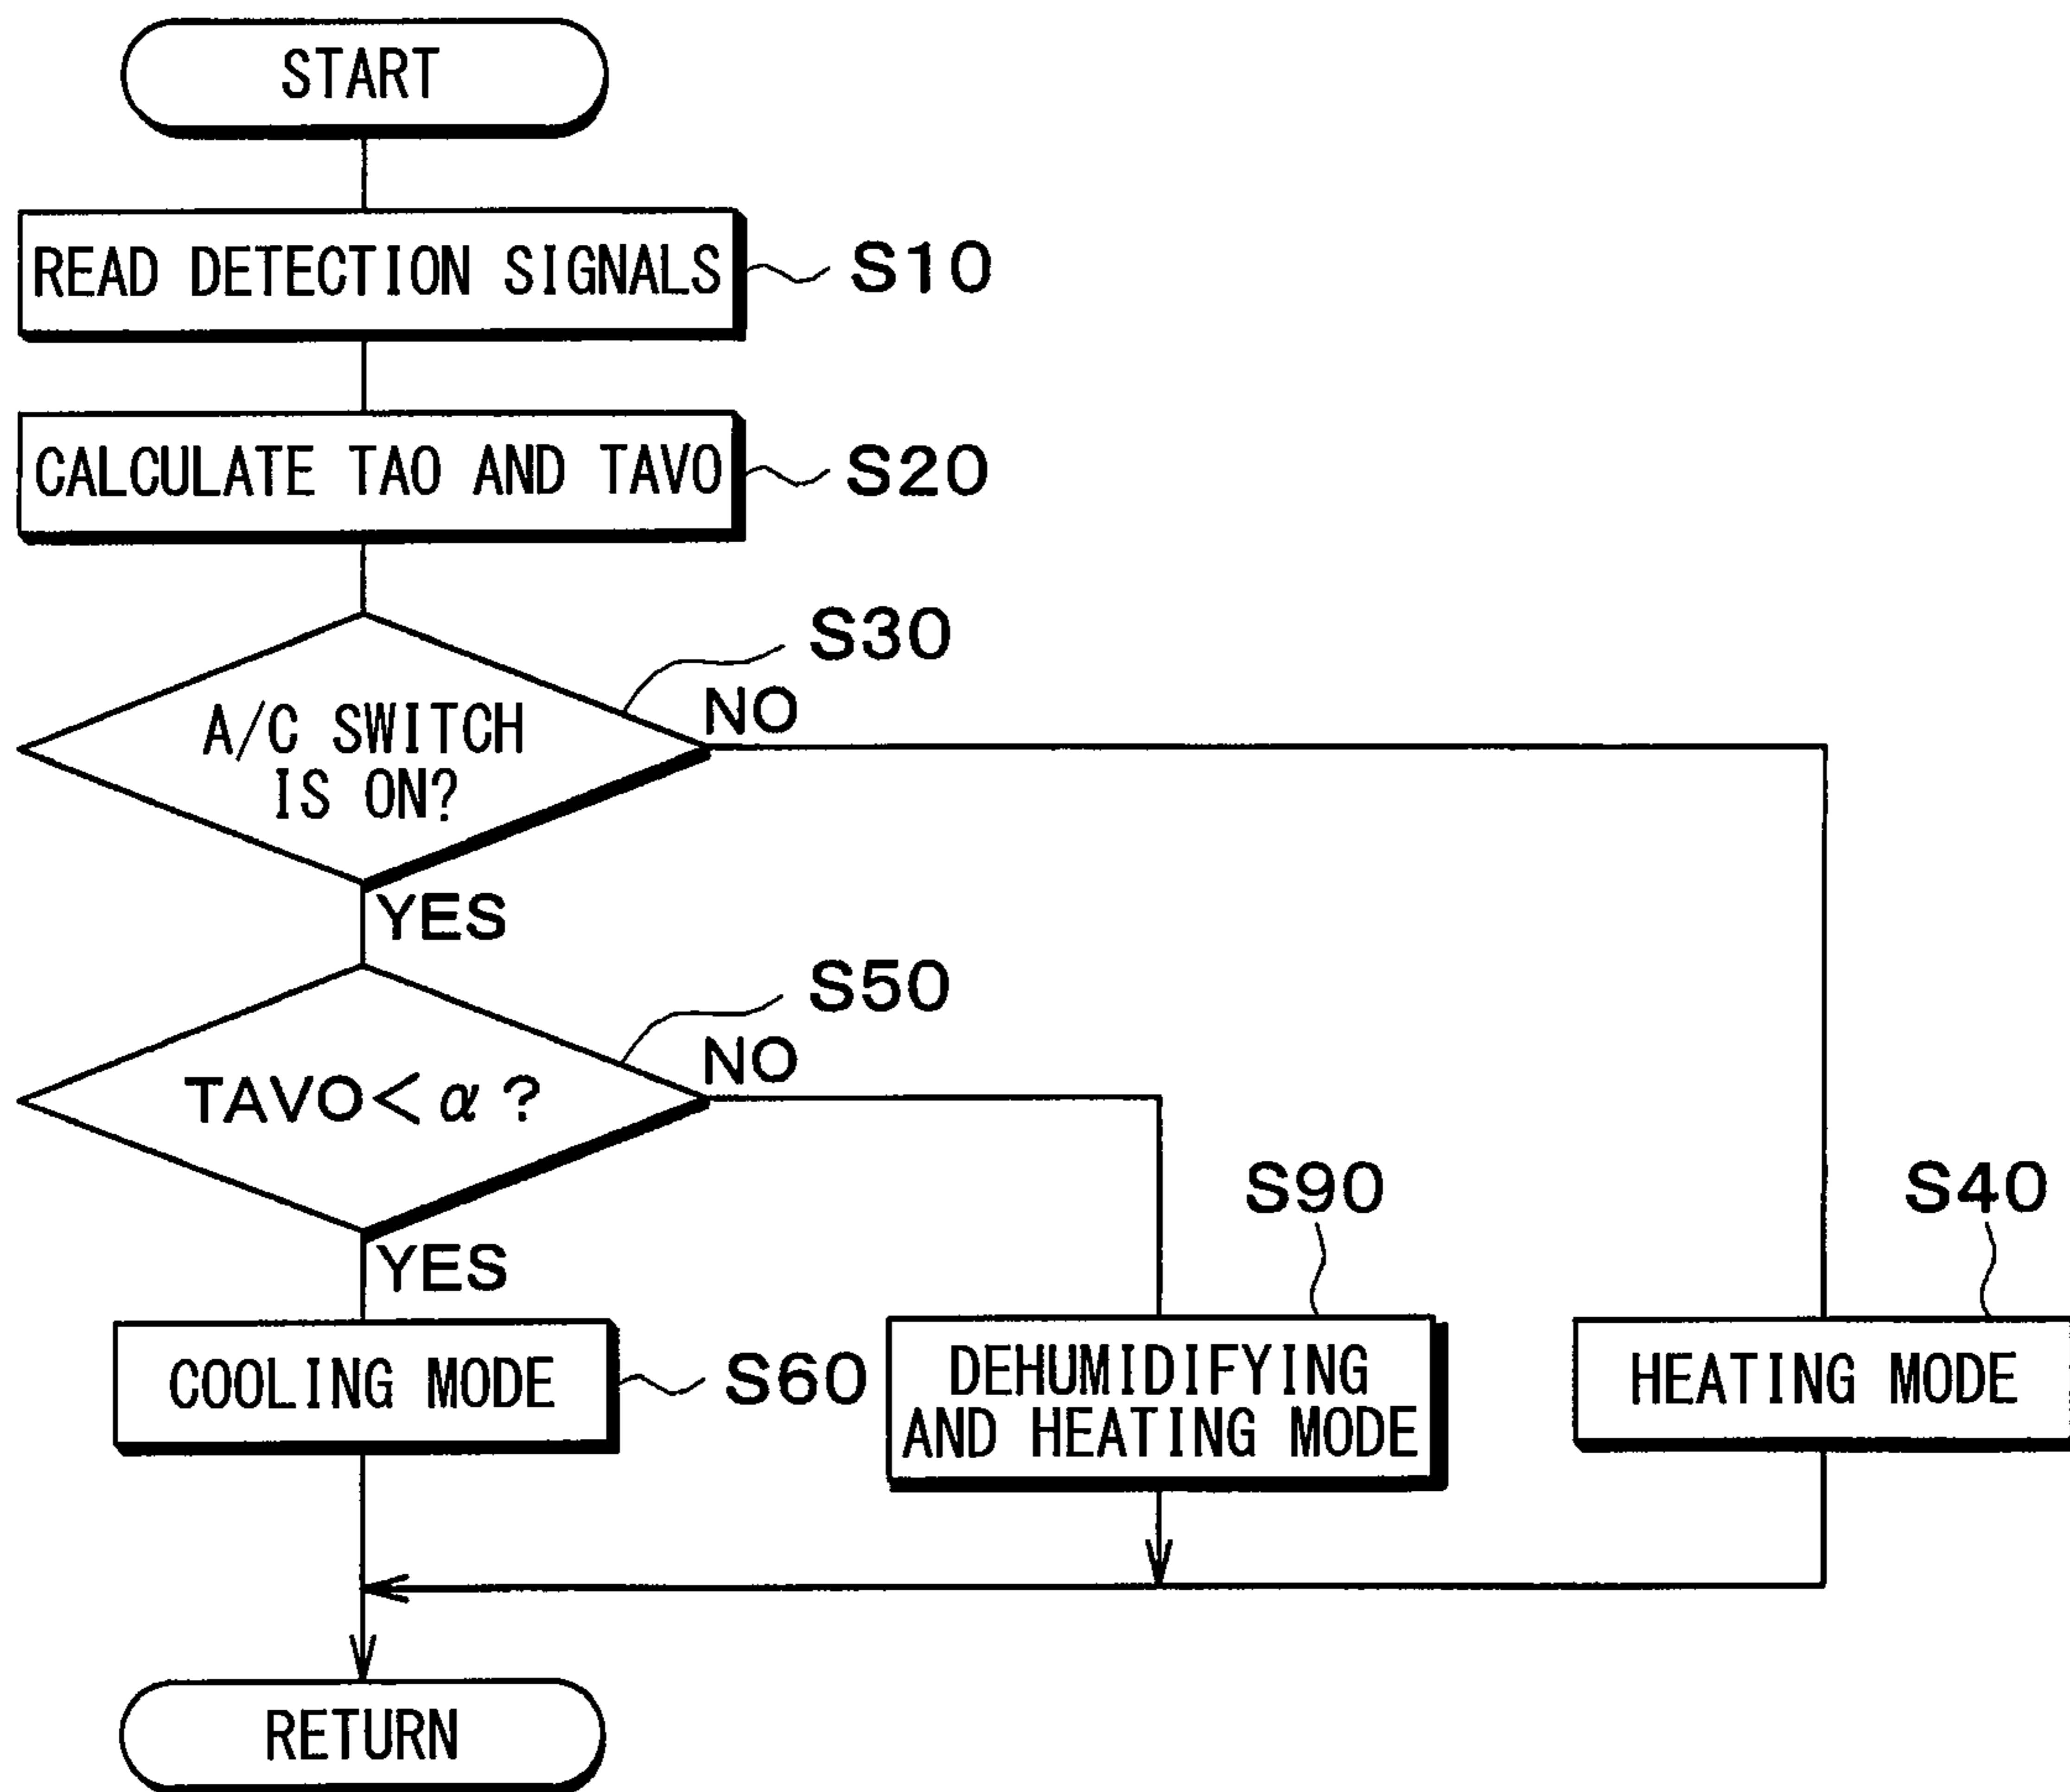 START
READ DETECTION SIGNALS
S10
CALCULATE TAO AND TAVO
S20
S30
NO
A/C SWITCH
IS ON?
YES
S50
NO
TAVO<α?
YES
S90
S40
COOLING MODE
S60
DEHUMIDIFYING
AND HEATING MODE
HEATING MODE
RETURN